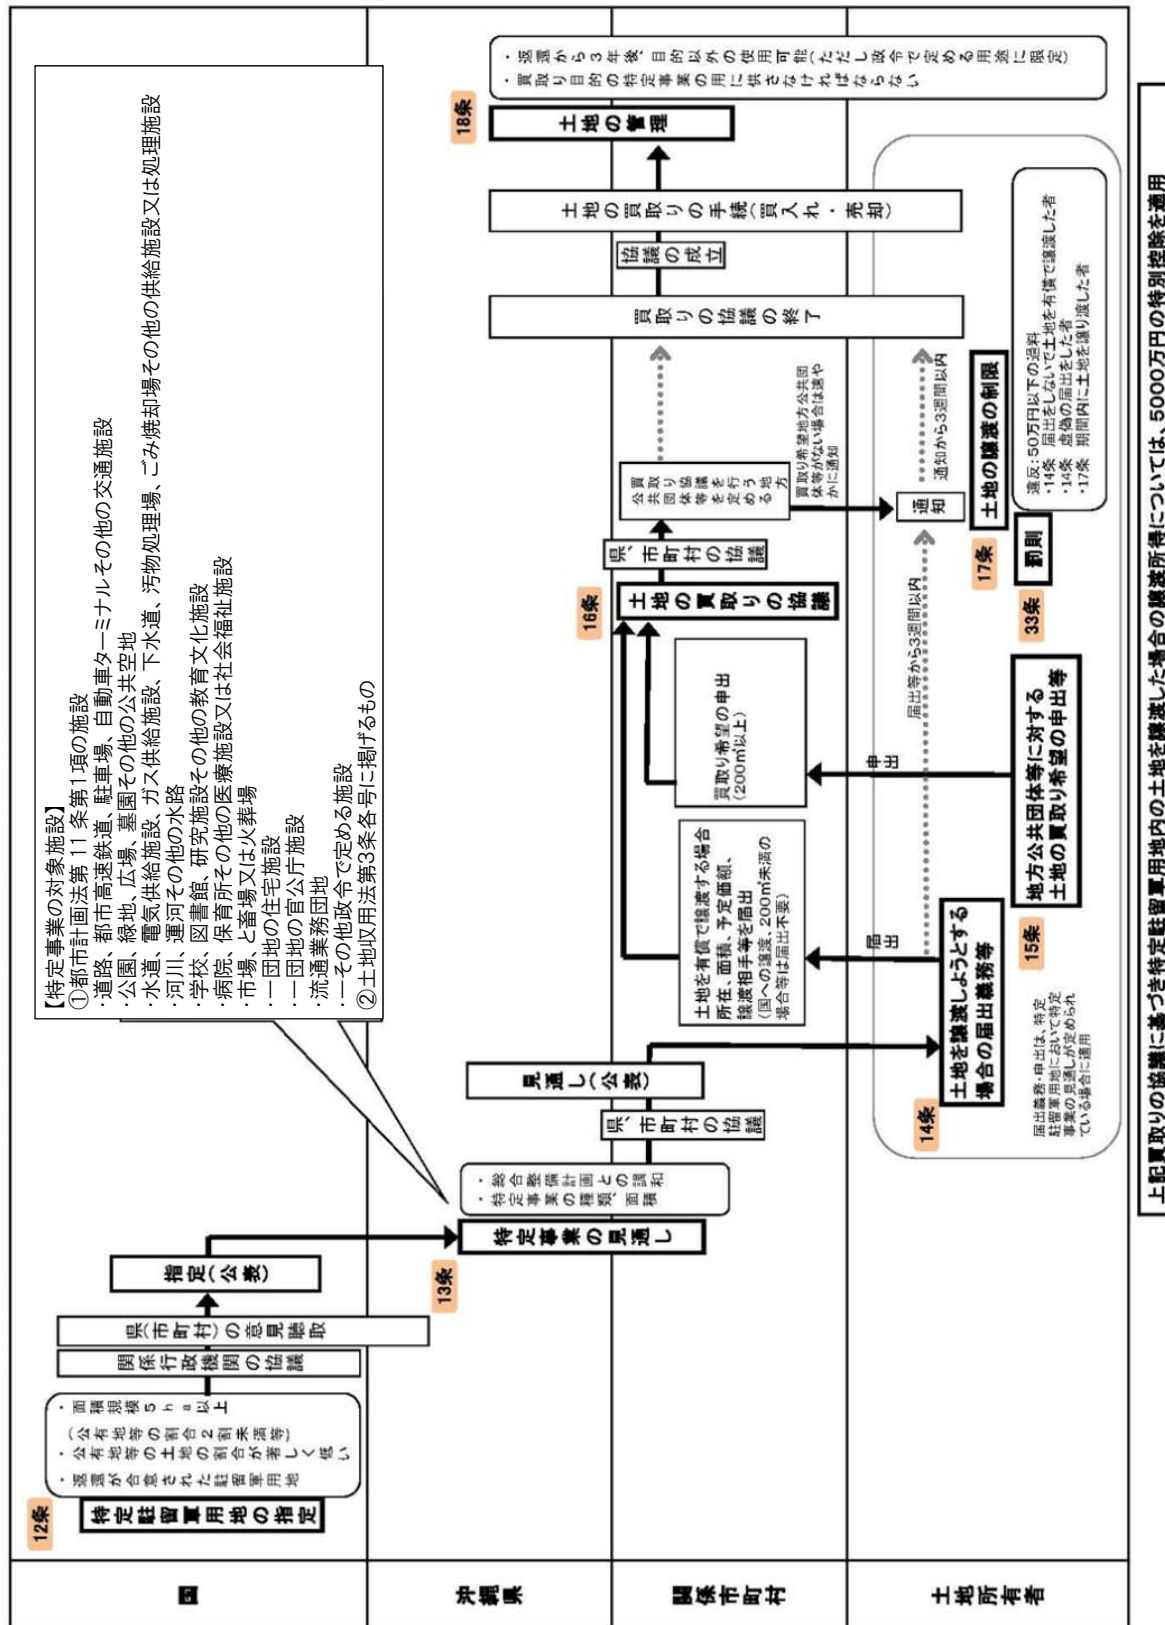 国
沖縄県
関係市町村
土地所有者
12条
特定駐留軍用地の指定
・返還が合意された駐留軍用地
・公有地等の土地の割合が著しく低い
(公有地等の割合2割未満等)
・面積規模5ha以上
関係行政機関の協議
県(市町村)の意見聴取
指定(公表)
13条
特定事業の見通し
・総合整備計画との調和
・特定事業の種類、面積
県、市町村の協議
見通し(公表)
【特定事業の対象施設】
①都市計画法第11条第1項の施設
・道路、都市高速鉄道、駐車場、自動車ターミナルその他の交通施設
・公園、緑地、広場、墓園その他の公共空地
・水道、電気供給施設、ガス供給施設、下水道、汚物処理場、ごみ焼却場その他の供給施設又は処理施設
・河川、運河その他の水路
・学校、図書館、研究施設その他の教育文化施設
・病院、保育所その他の医療施設又は社会福祉施設
・市場、と畜場又は火葬場
・一団地の住宅施設
・一団地の官公庁施設
・流通業務団地
・一その他政令で定める施設
②土地収用法第3条各号に掲げるもの
14条
土地を譲渡しようとする
場合の届出義務等
届出義務・申出は、特定
駐留軍用地において特定
事業の見通しが定められ
ている場合に適用
届出
土地を有償で譲渡する場合
所在、面積、予定価額、
譲渡相手等を届出
(国への譲渡、200㎡未満の
場合等は届出不要)
15条
地方公共団体等に対する
土地の買取り希望の申出等
申出
買取り希望の申出
(200㎡以上)
届出等から3週間以内
16条
土地の買取りの協議
県、市町村の協議
買取り協議を行う地方
公共団体等を定める
買取り希望地方公共団
体等がない場合は速や
かに通知
通知
通知から3週間以内
17条
土地の譲渡の制限
33条
罰則
違反:50万円以下の過料
・14条 届出をしないで土地を有償で譲渡した者
・14条 虚偽の届出をした者
・17条 期間内に土地を譲り渡した者
買取りの協議の終了
協議の成立
土地の買取りの手続(買入れ・売却)
18条
土地の管理
・返還から3年後、目的以外の使用可能(ただし政令で定める用途に限定)
・買取り目的の特定事業の用に供さなければならない
上記買取りの協議に基づき特定駐留軍用地内の土地を譲渡した場合の譲渡所得については、5000万円の特別控除を適用